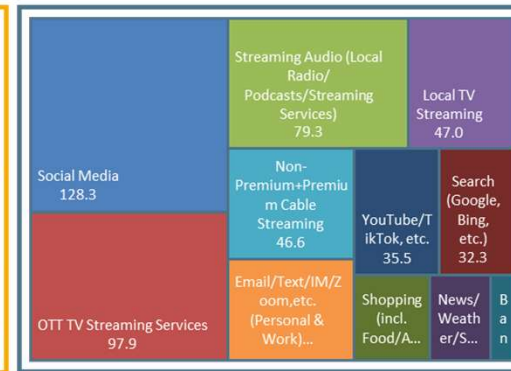 Social Media
128.3
OTT TV Streaming Services
97.9
Streaming Audio (Local
Radio/
Podcasts/Streaming
Services)
79.3
Local TV
Streaming
47.0
Non-
Premium+Premiu
m Cable
Streaming
46.6
YouTube/T
ikTok, etc.
35.5
Search
(Google,
Bing,
etc.)
32.3
Email/Text/IM/Z
oom,etc.
(Personal &
Work)...
Shopping
(incl.
Food/A...
News/
Weath
er/S...
B
a
n